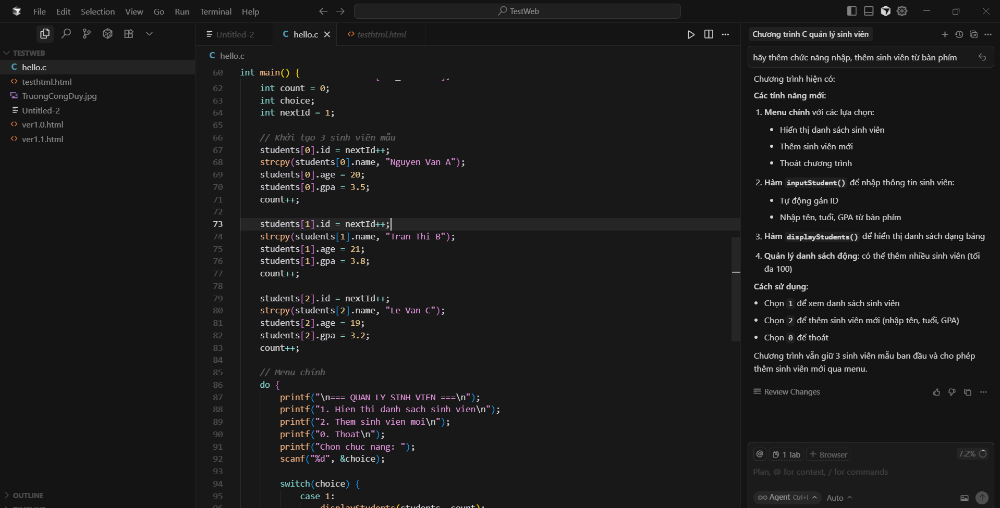 File Edit Selection View Go Run Terminal Help
TestWeb
Untitled-2
C hello.c
testhtml.html
Chương trình C quản lý sinh viên
TESTWEB
C hello.c
testhtml.html
TruongCongDuy.jpg
Untitled-2
ver1.0.html
ver1.1.html
OUTLINE
C hello.c
60 int main() {
62 int count = 0;
63 int choice;
64 int nextId = 1;
65
66 // Khởi tạo 3 sinh viên mẫu
67 students[0].id = nextId++;
68 strcpy(students[0].name, "Nguyen Van A");
69 students[0].age = 20;
70 students[0].gpa = 3.5;
71 count++;
72
73 students[1].id = nextId++;
74 strcpy(students[1].name, "Tran Thi B");
75 students[1].age = 21;
76 students[1].gpa = 3.8;
77 count++;
78
79 students[2].id = nextId++;
80 strcpy(students[2].name, "Le Van C");
81 students[2].age = 19;
82 students[2].gpa = 3.2;
83 count++;
84
85 // Menu chính
86 do {
87 printf("\n=== QUAN LY SINH VIEN ===\n");
88 printf("1. Hien thi danh sach sinh vien\n");
89 printf("2. Them sinh vien moi\n");
90 printf("0. Thoat\n");
91 printf("Chon chuc nang: ");
92 scanf("%d", &choice);
93
94 switch(choice) {
95 case 1:
96 displayStudents(students, count);
hãy thêm chức năng nhập, thêm sinh viên từ bàn phím
Chương trình hiện có:
Các tính năng mới:
1. Menu chính với các lựa chọn:
• Hiển thị danh sách sinh viên
• Thêm sinh viên mới
• Thoát chương trình
2. Hàm inputStudent() để nhập thông tin sinh viên:
• Tự động gán ID
• Nhập tên, tuổi, GPA từ bàn phím
3. Hàm displayStudents() để hiển thị danh sách dạng bảng
4. Quản lý danh sách động: có thể thêm nhiều sinh viên (tối
đa 100)
Cách sử dụng:
• Chọn 1 để xem danh sách sinh viên
• Chọn 2 để thêm sinh viên mới (nhập tên, tuổi, GPA)
• Chọn 0 để thoát
Chương trình vẫn giữ 3 sinh viên mẫu ban đầu và cho phép
thêm sinh viên mới qua menu.
Review Changes
@ 1 Tab + Browser 7.2%
Plan, @ for context, / for commands
Agent Ctrl+I Auto